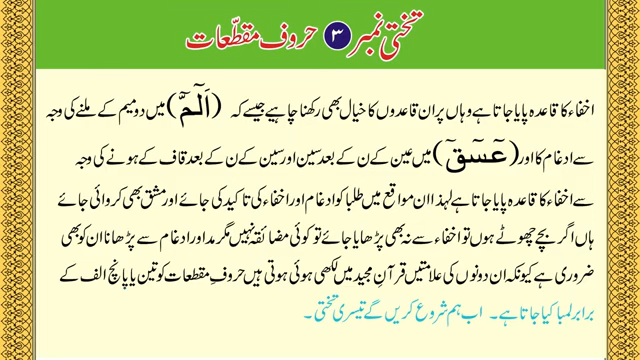 تختی نمبر ۳ حروف مقطّعات
اخفاء کا قاعدہ پایا جاتا ہے وہاں پر ان قاعدوں کا خیال بھی رکھنا چاہیے جیسے کہ (الٓمّٓ) میں دو میم کے ملنے کی وجہ
سے ادغام کا اور (عٓسٓقٓ) میں عین کے ن کے بعد سین اور سین کے ن کے بعد قاف کے ہونے کی وجہ
سے اخفاء کا قاعدہ پایا جاتا ہے لہٰذا ان مواقع میں طلبا کو ادغام اور اخفاء کی تاکید کی جائے اور مشق بھی کروائی جائے
ہاں اگر بچے چھوٹے ہوں تو اخفاء سے نہ بھی پڑھایا جائے تو کوئی مضائقہ نہیں مگر مد اور ادغام سے پڑھانا ان کو بھی
ضروری ہے کیونکہ ان دونوں کی علامتیں قرآنِ مجید میں لکھی ہوئی ہوتی ہیں حروفِ مقطعات کو تین یا پانچ الف کے
برابر لمبا کیا جاتا ہے۔ اب ہم شروع کریں گے تیسری تختی۔